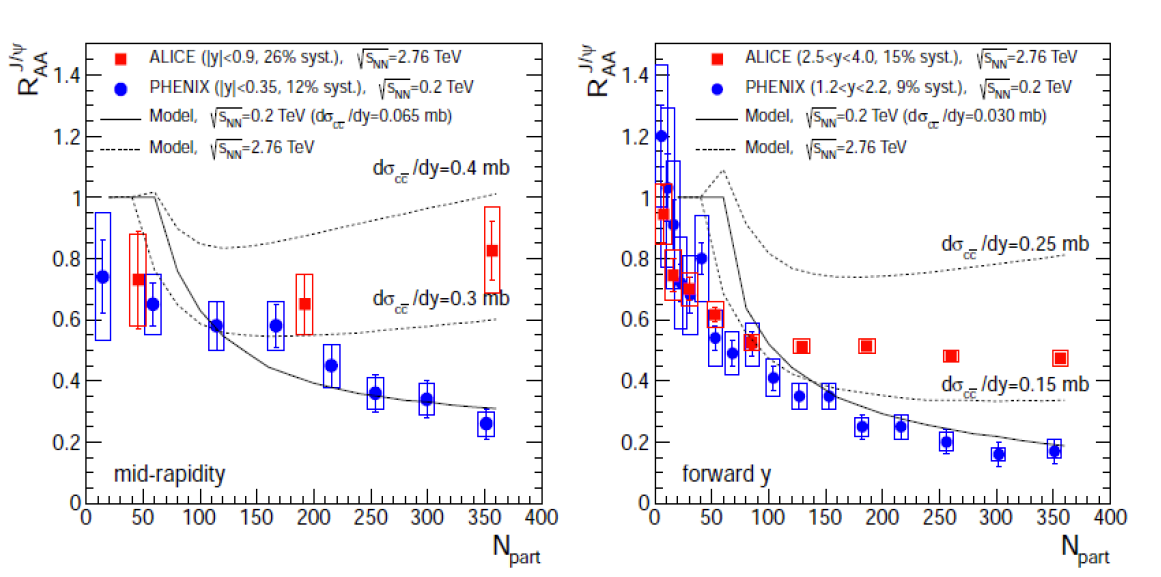 R_AA^J/ψ
ALICE (|y|<0.9, 26% syst.), √s_NN=2.76 TeV
PHENIX (|y|<0.35, 12% syst.), √s_NN=0.2 TeV
Model, √s_NN=0.2 TeV (dσ_cc̅/dy=0.065 mb)
Model, √s_NN=2.76 TeV
dσ_cc̅/dy=0.4 mb
dσ_cc̅/dy=0.3 mb
mid-rapidity
1.4
1.2
1
0.8
0.6
0.4
0.2
0
0 50 100 150 200 250 300 350 400
N_part
R_AA^J/ψ
ALICE (2.5<y<4.0, 15% syst.), √s_NN=2.76 TeV
PHENIX (1.2<y<2.2, 9% syst.), √s_NN=0.2 TeV
Model, √s_NN=0.2 TeV (dσ_cc̅/dy=0.030 mb)
Model, √s_NN=2.76 TeV
dσ_cc̅/dy=0.25 mb
dσ_cc̅/dy=0.15 mb
forward y
1.4
1.2
1
0.8
0.6
0.4
0.2
0
0 50 100 150 200 250 300 350 400
N_part